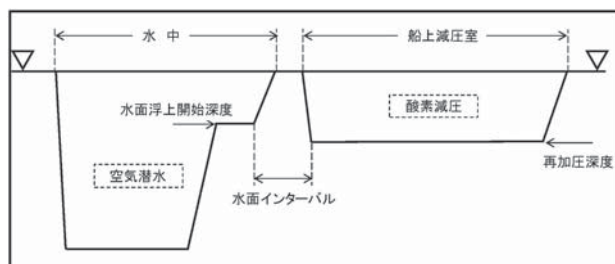 水中
船上減圧室
水面浮上開始深度
酸素減圧
再加圧深度
空気潜水
水面インターバル